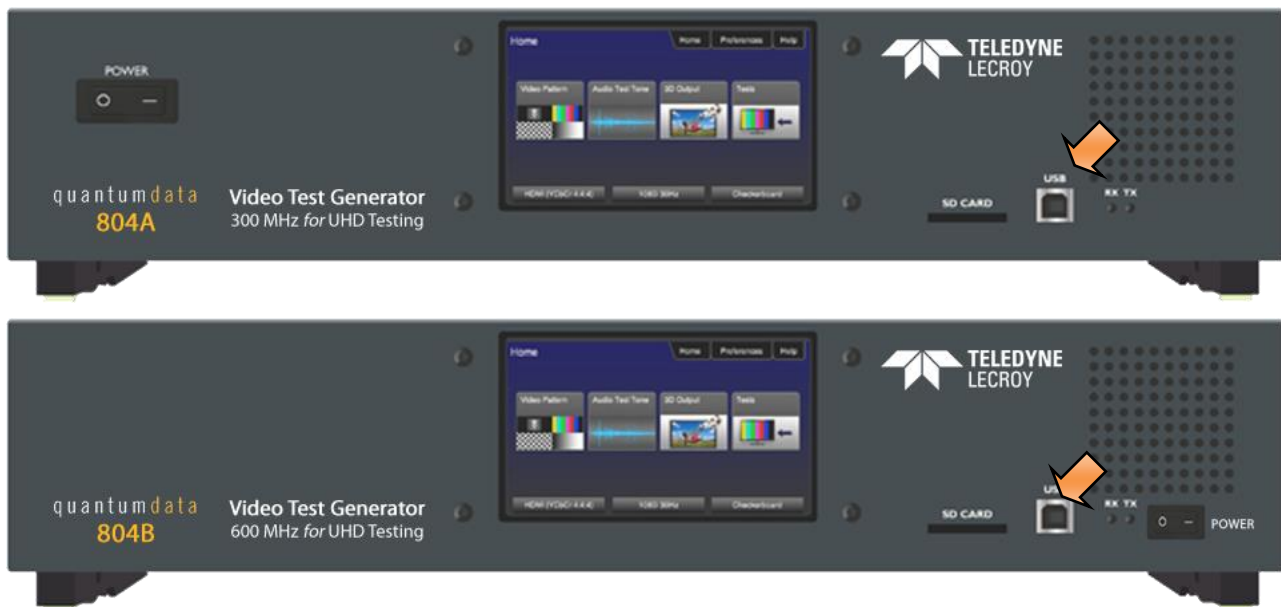 POWER
Home
Home Preferences Help
Video Pattern Audio Test Tone 3D Output Tests
HDMI (YCbCr 4:4:4) 1080 30Hz Checkerboard
TELEDYNE
LECROY
USB
RX TX
SD CARD
quantumdata
804A
Video Test Generator
300 MHz for UHD Testing
Home
Home Preferences Help
Video Pattern Audio Test Tone 3D Output Tests
HDMI (YCbCr 4:4:4) 1080 30Hz Checkerboard
TELEDYNE
LECROY
RX TX
SD CARD
POWER
quantumdata
804B
Video Test Generator
600 MHz for UHD Testing